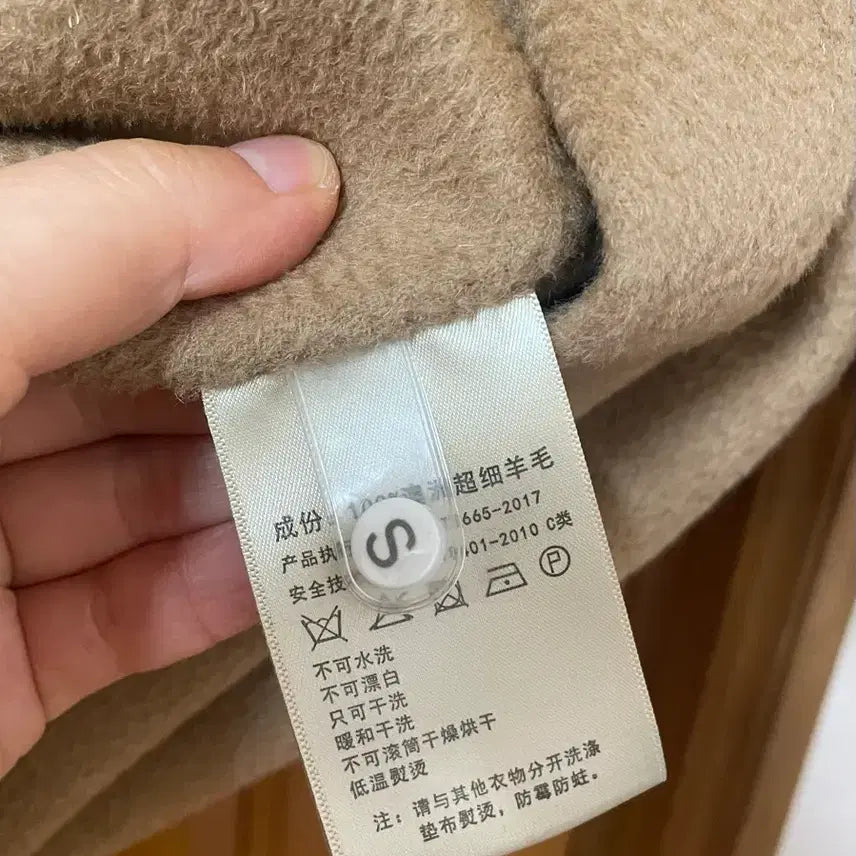 成份:100%澳洲超细羊毛
产品执 665-2017
安全技 01-2010 C类
S
P
不可水洗
不可漂白
只可干洗
暖和干洗
不可滚筒干燥烘干
低温熨烫
注:请与其他衣物分开洗涤
垫布熨烫,防霉防蛀。